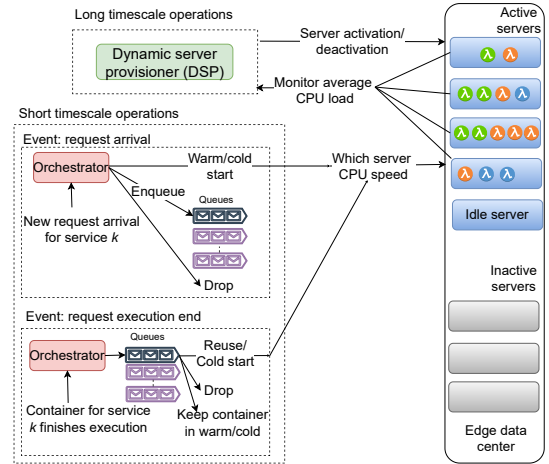 Long timescale operations
Dynamic server
provisioner (DSP)
Server activation/
deactivation
Monitor average
CPU load
Active
servers
λ λ
λ λ λ λ
λ λ λ λ λ
λ λ λ
Idle server
Inactive
servers
Edge data
center
Short timescale operations
Event: request arrival
Orchestrator
Warm/cold
start
Which server
CPU speed
Enqueue
Queues
New request arrival
for service k
Drop
Event: request execution end
Orchestrator
Queues
Reuse/
Cold start
Drop
Container for service
k finishes execution
Keep container
in warm/cold